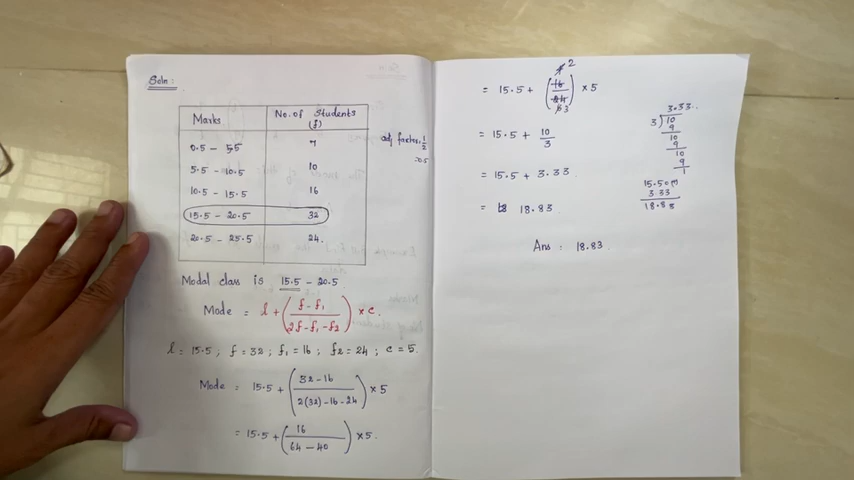 Soln:
Marks No. of Students (f)
0.5 - 5.5 7
5.5 - 10.5 10
10.5 - 15.5 16
15.5 - 20.5 32
20.5 - 25.5 24.
adj factor, 1/2
0.5
Modal class is 15.5 - 20.5
Mode = l + ( f - f₁ / 2f - f₁ - f₂ ) × c.
l = 15.5 ; f = 32 ; f₁ = 16 ; f₂ = 24 ; c = 5.
Mode = 15.5 + ( 32 - 16 / 2(32) - 16 - 24 ) × 5
= 15.5 + ( 16 / 64 - 40 ) × 5.
= 15.5 + ( 16 / 24 ) × 5
2
3
= 15.5 + 10/3
= 15.5 + 3.33.
= 18.83
Ans : 18.83.
3.33.
3 10
9
10
9
10
9
1
15.50 (+)
3.33
18.83